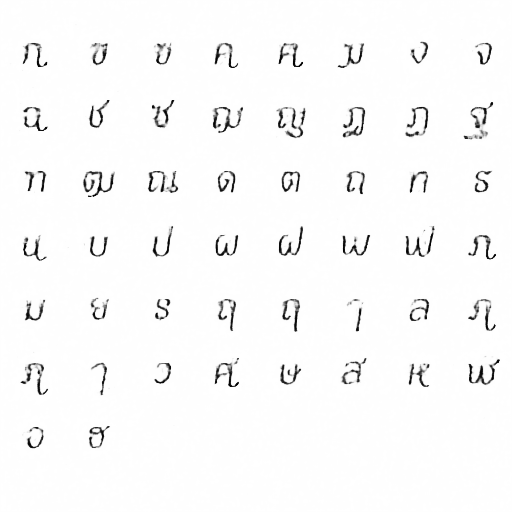 ก ข ฃ ค ฅ ฆ ง จ
ฉ ช ซ ฌ ญ ฎ ฏ ฐ
ฑ ฒ ณ ด ต ถ ท ธ
น บ ป ผ ฝ พ ฟ ภ
ม ย ร ฤ ฤ ๅ ล ฦ
ฦ ๅ ว ศ ษ ส ห ฬ
อ ฮ